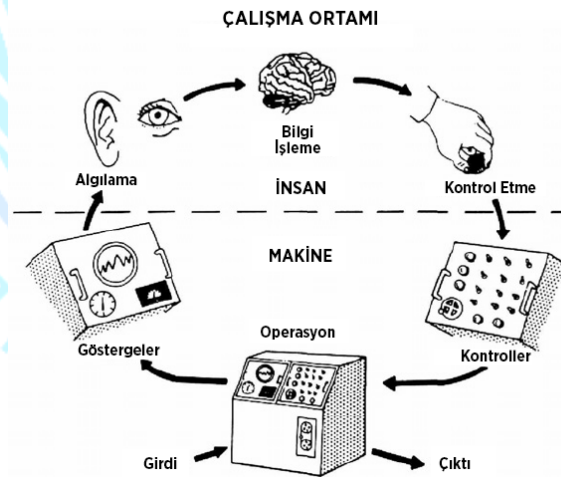 ÇALIŞMA ORTAMI
Bilgi
İşleme
Algılama
İNSAN
Kontrol Etme
MAKİNE
Operasyon
Göstergeler
Kontroller
Girdi
Çıktı